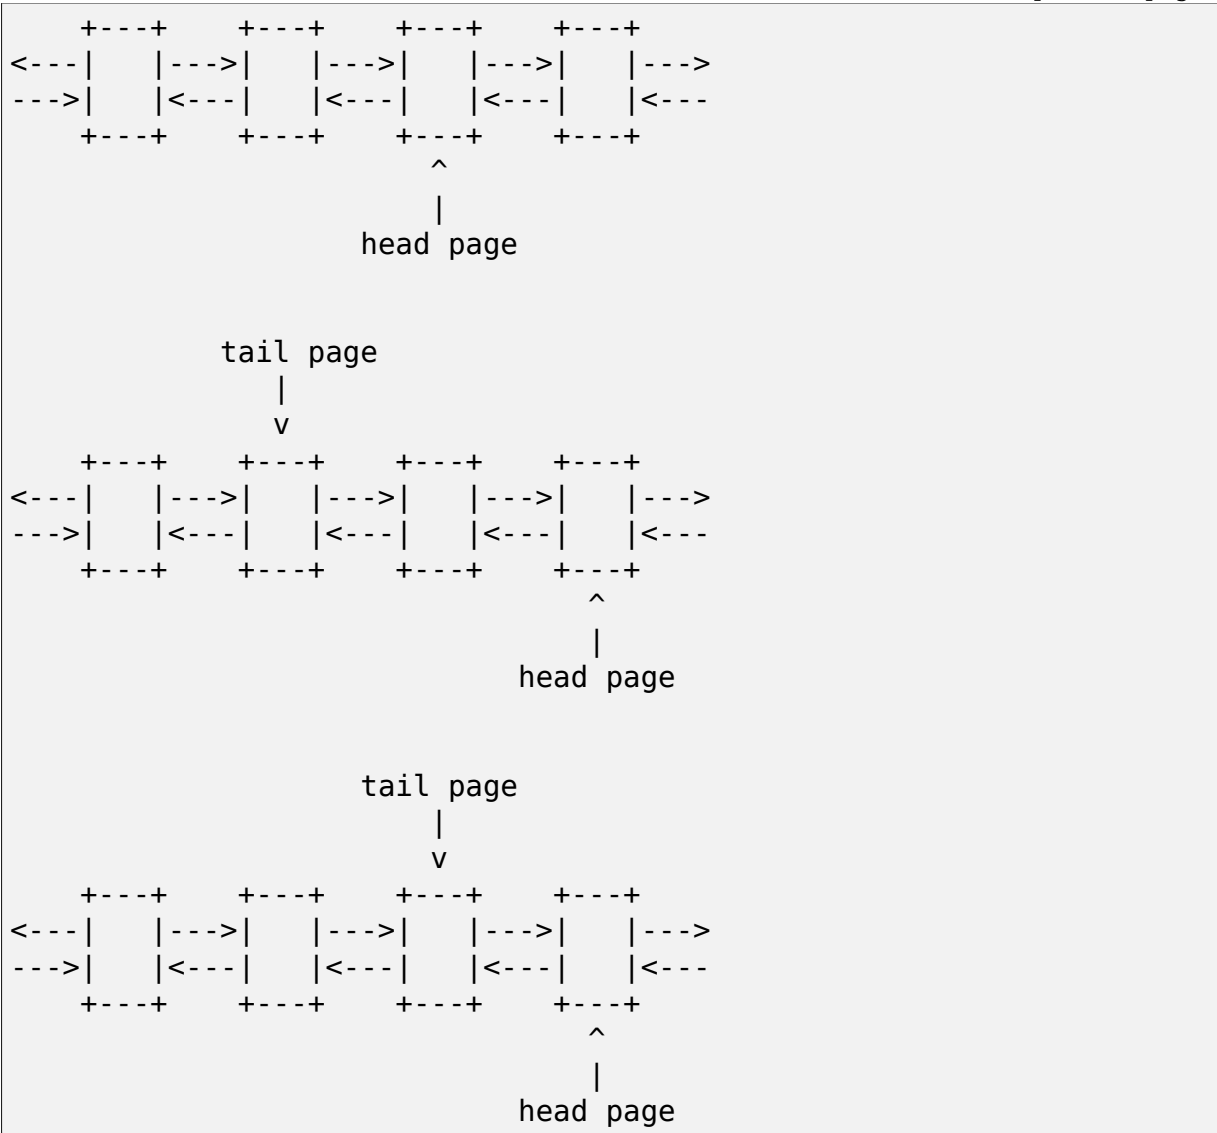 +---+    +---+    +---+    +---+
<---|   |--->|   |--->|   |--->|   |--->
--->|   |<---|   |<---|   |<---|   |<---
    +---+    +---+    +---+    +---+
                        ^
                        |
                    head page
            tail page
               |
               v
    +---+    +---+    +---+    +---+
<---|   |--->|   |--->|   |--->|   |--->
--->|   |<---|   |<---|   |<---|   |<---
    +---+    +---+    +---+    +---+
                                 ^
                                 |
                             head page
                    tail page
                        |
                        v
    +---+    +---+    +---+    +---+
<---|   |--->|   |--->|   |--->|   |--->
--->|   |<---|   |<---|   |<---|   |<---
    +---+    +---+    +---+    +---+
                                 ^
                                 |
                             head page